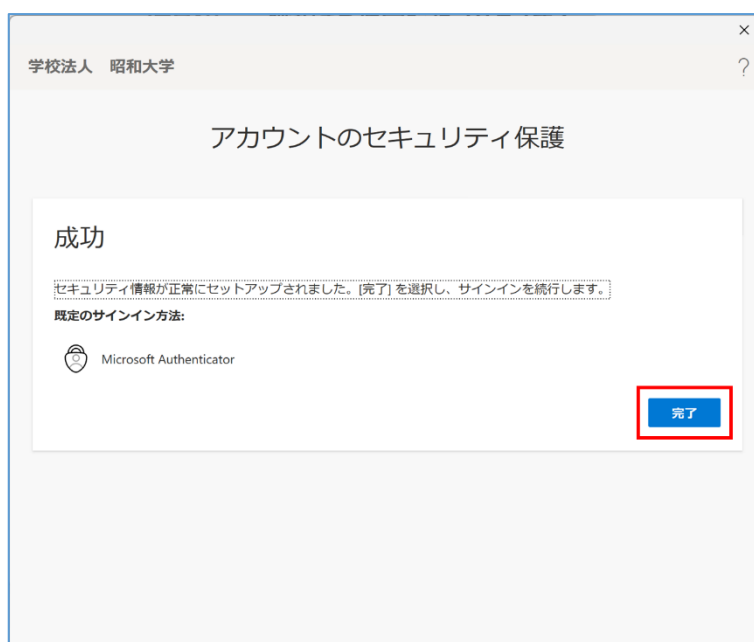 学校法人　昭和大学
?
アカウントのセキュリティ保護
成功
セキュリティ情報が正常にセットアップされました。[完了] を選択し、サインインを続行します。
既定のサインイン方法:
Microsoft Authenticator
完了